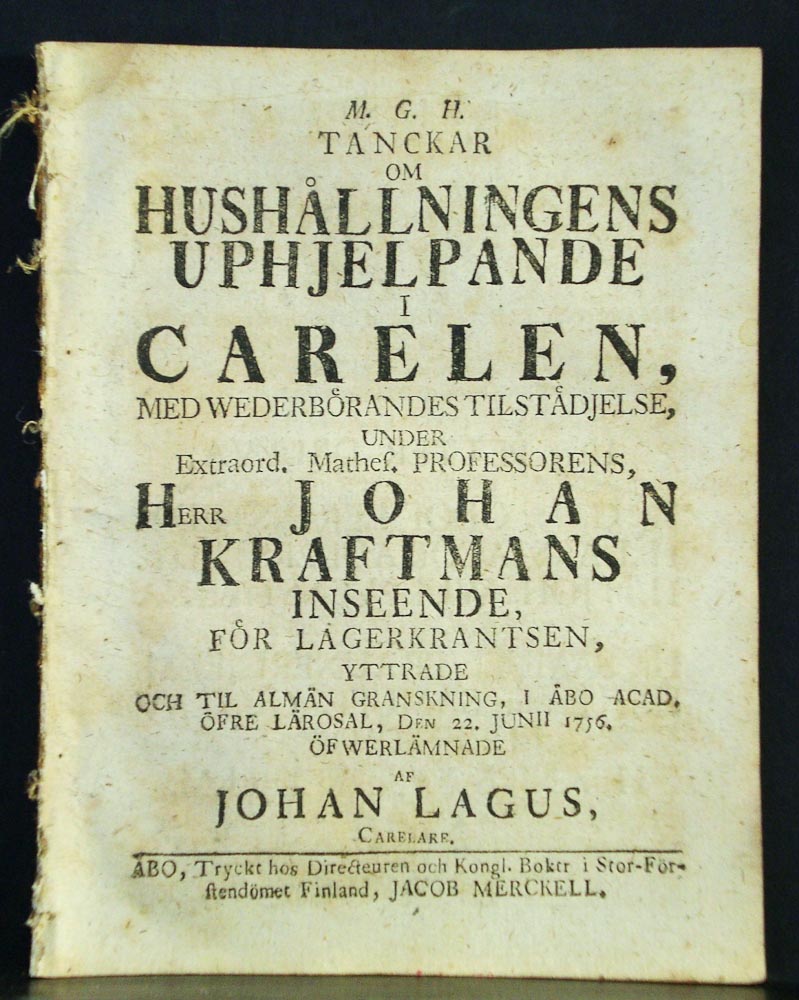 M. G. H.
TANCKAR
OM
HUSHÅLLNINGENS
UPHJELPANDE
I
CARELEN,
MED WEDERBÖRANDES TILSTÅDJELSE,
UNDER
Extraord. Matheſ. PROFESSORENS,
HERR JOHAN
KRAFTMANS
INSEENDE,
FÖR LAGERKRANTSEN,
YTTRADE
OCH TIL ALMÄN GRANSKNING, I ÅBO ACAD.
ÖFRE LÄROSAL, DEN 22. JUNII 1756.
ÖFWERLÄMNADE
AF
JOHAN LAGUS,
CARELARE.
ÅBO, Tryckt hos Directeuren och Kongl. Boktr i Stor-För-
ſtendömet Finland, JACOB MERCKELL.